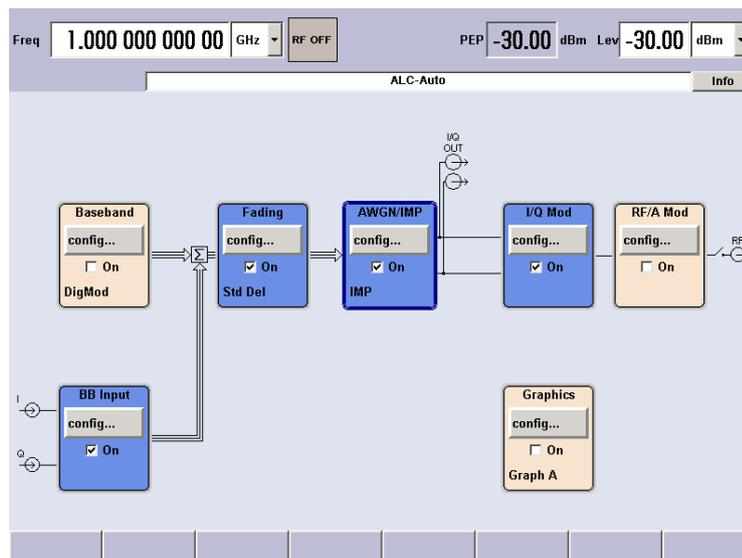 Freq 1.000 000 000 00 GHz RF OFF PEP -30.00 dBm Lev -30.00 dBm
ALC-Auto Info
I/Q
OUT
Baseband Fading AWGN/IMP I/Q Mod RF/A Mod
config... config... config... config... config...
RF
On Σ On On On On
DigMod Std Del IMP
BB Input Graphics
I
config... config...
On On
Q
Graph A